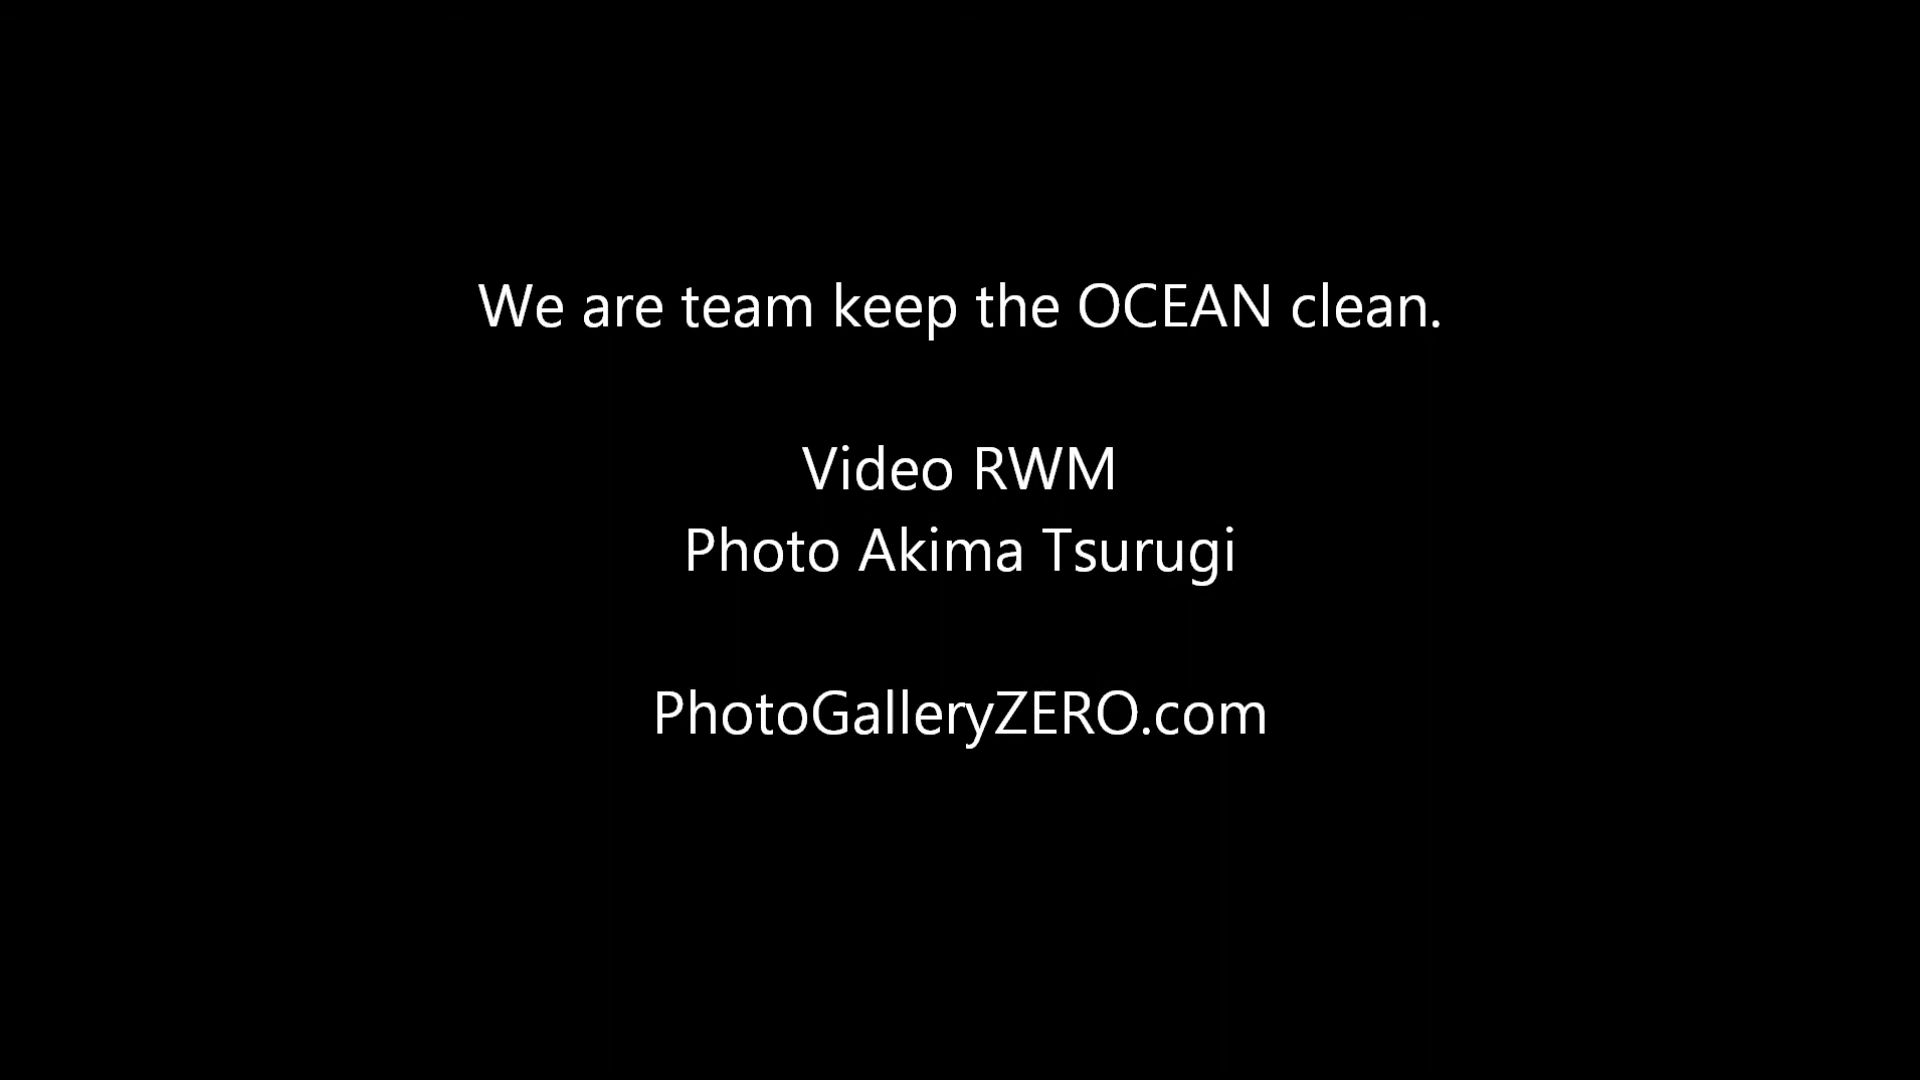 We are team keep the OCEAN clean.
Video RWM
Photo Akima Tsurugi
PhotoGalleryZERO.com